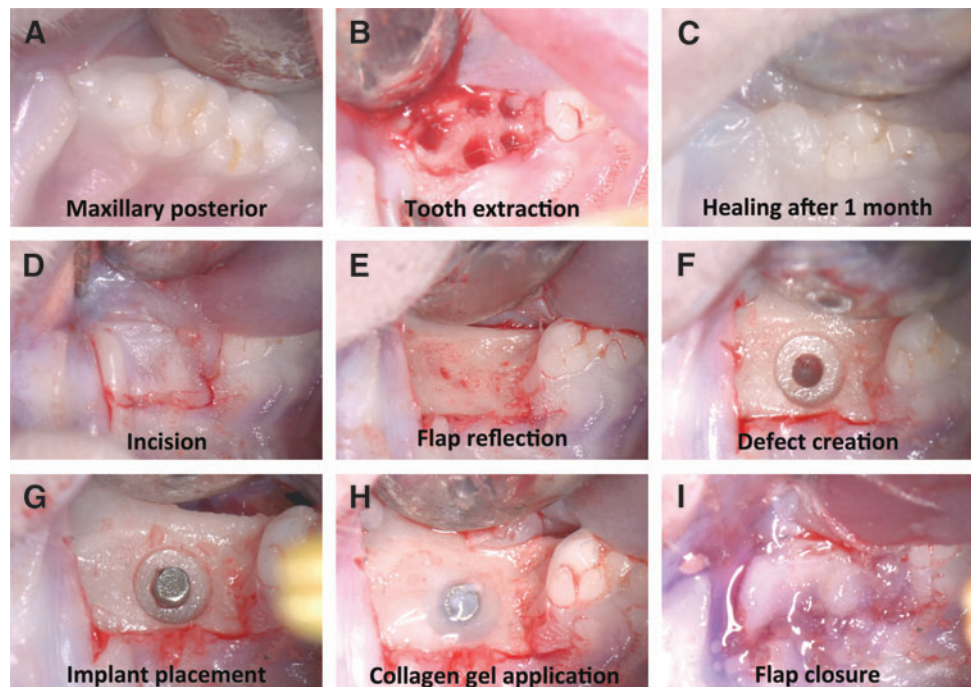 A
Maxillary posterior
B
Tooth extraction
C
Healing after 1 month
D
Incision
E
Flap reflection
F
Defect creation
G
Implant placement
H
Collagen gel application
I
Flap closure